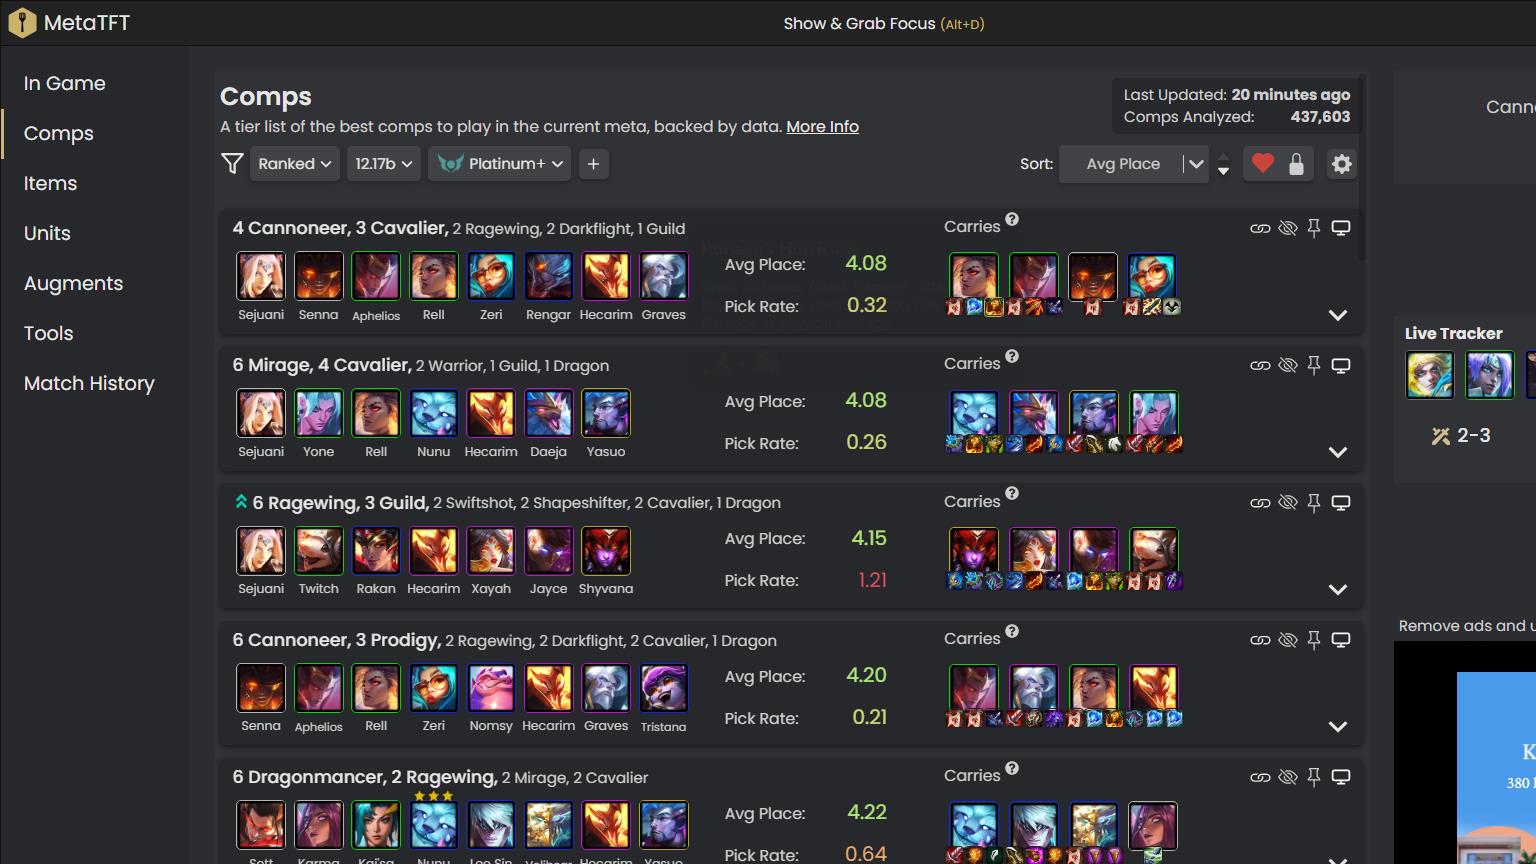 MetaTFT
Show & Grab Focus (Alt+D)
In Game
Comps
Items
Units
Augments
Tools
Match History
Comps
A tier list of the best comps to play in the current meta, backed by data. More Info
Last Updated: 20 minutes ago
Comps Analyzed: 437,603
Ranked
12.17b
Platinum+
+
Sort: Avg Place
4 Cannoneer, 3 Cavalier, 2 Ragewing, 2 Darkflight, 1 Guild
Sejuani Senna Aphelios Rell Zeri Rengar Hecarim Graves
Avg Place: 4.08
Pick Rate: 0.32
Carries ?
6 Mirage, 4 Cavalier, 2 Warrior, 1 Guild, 1 Dragon
Sejuani Yone Rell Nunu Hecarim Daeja Yasuo
Avg Place: 4.08
Pick Rate: 0.26
Carries ?
6 Ragewing, 3 Guild, 2 Swiftshot, 2 Shapeshifter, 2 Cavalier, 1 Dragon
Sejuani Twitch Rakan Hecarim Xayah Jayce Shyvana
Avg Place: 4.15
Pick Rate: 1.21
Carries ?
6 Cannoneer, 3 Prodigy, 2 Ragewing, 2 Darkflight, 2 Cavalier, 1 Dragon
Senna Aphelios Rell Zeri Nomsy Hecarim Graves Tristana
Avg Place: 4.20
Pick Rate: 0.21
Carries ?
6 Dragonmancer, 2 Ragewing, 2 Mirage, 2 Cavalier
Sett Karma Kai'sa Nunu Lee Sin Hecarim Yasuo
Avg Place: 4.22
Pick Rate: 0.64
Carries ?
Live Tracker
2-3
Remove ads and
K
380